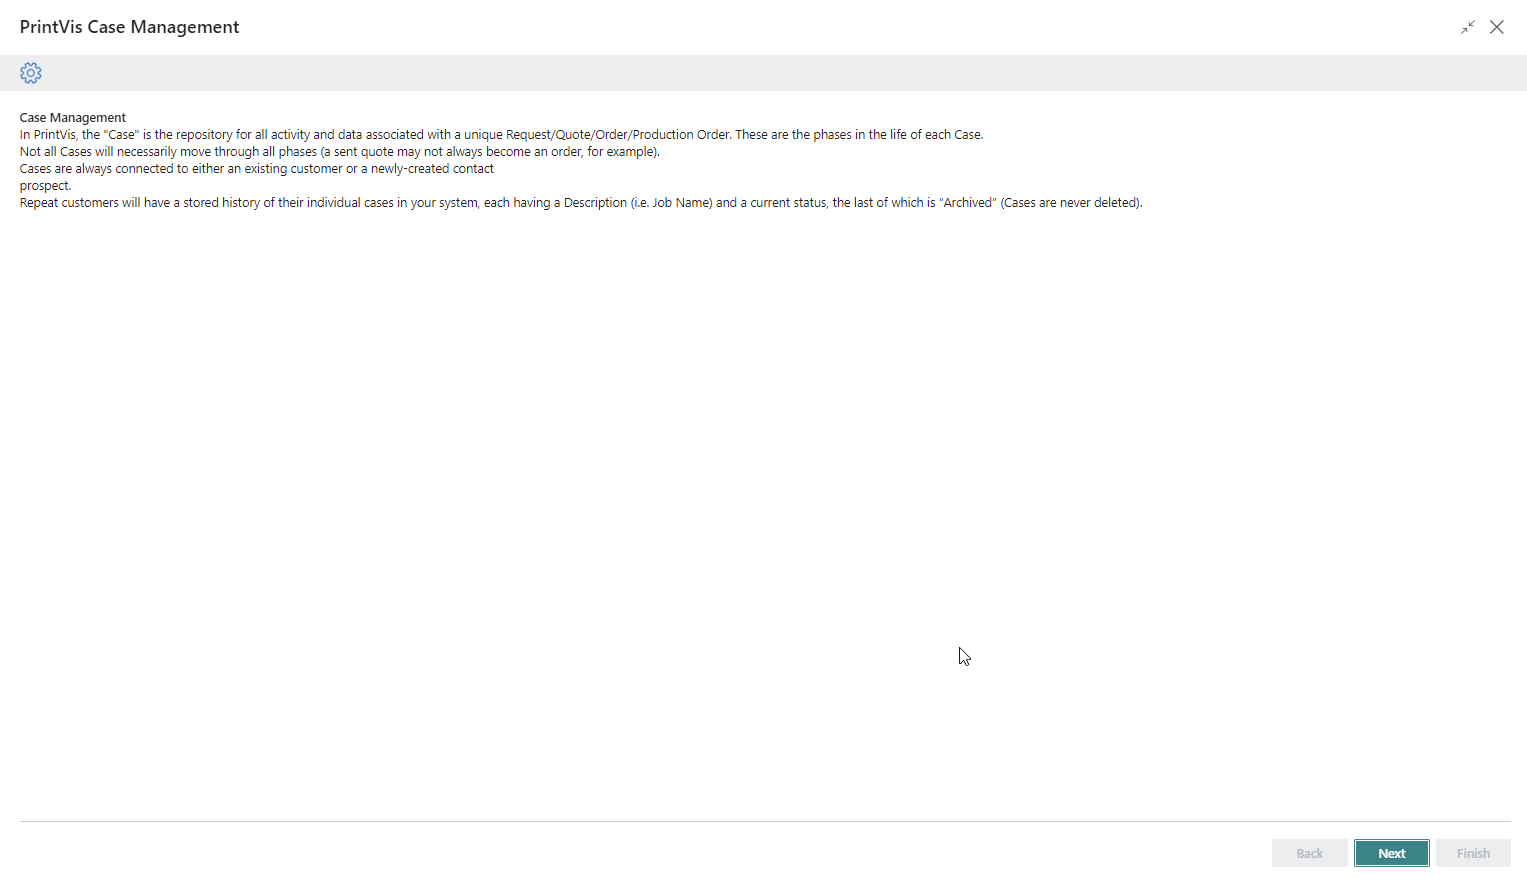 PrintVis Case Management
Case Management
In PrintVis, the "Case" is the repository for all activity and data associated with a unique Request/Quote/Order/Production Order. These are the phases in the life of each Case.
Not all Cases will necessarily move through all phases (a sent quote may not always become an order, for example).
Cases are always connected to either an existing customer or a newly-created contact
prospect.
Repeat customers will have a stored history of their individual cases in your system, each having a Description (i.e. Job Name) and a current status, the last of which is “Archived” (Cases are never deleted).
Back Next Finish